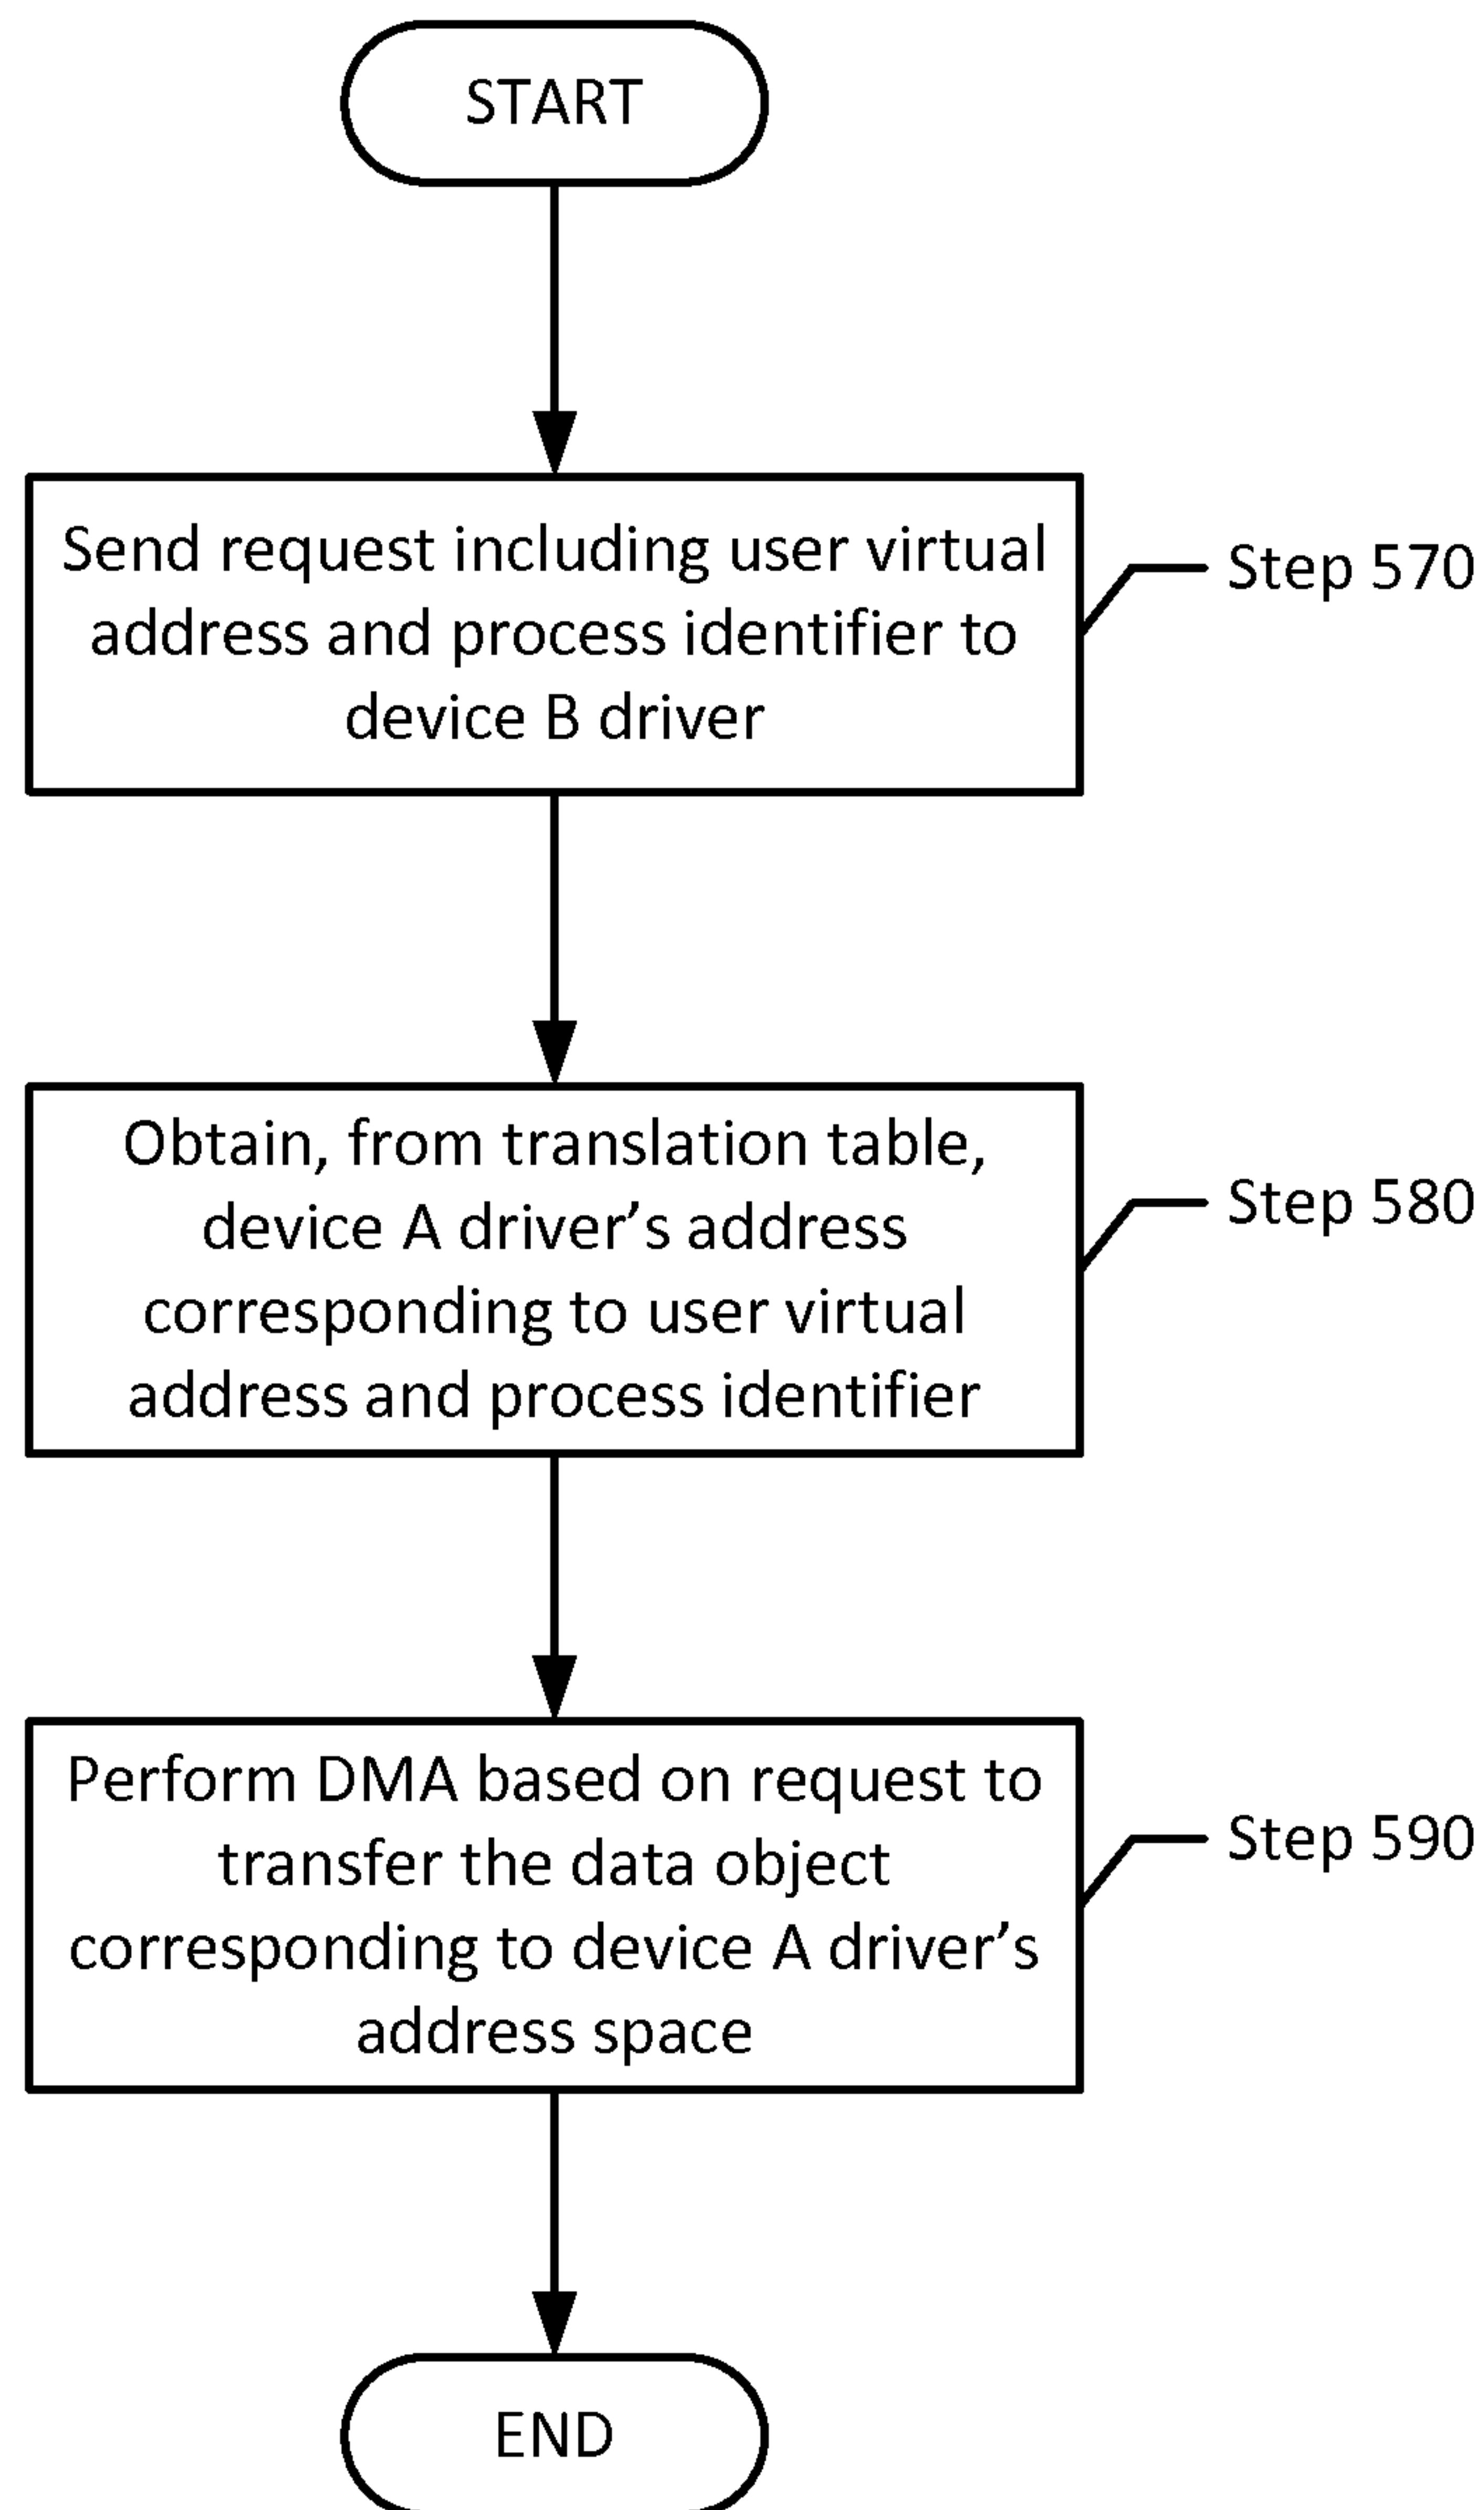 START
Send request including user virtual
address and process identifier to
device B driver
Step 570
Obtain, from translation table,
device A driver’s address
corresponding to user virtual
address and process identifier
Step 580
Perform DMA based on request to
transfer the data object
corresponding to device A driver’s
address space
Step 590
END